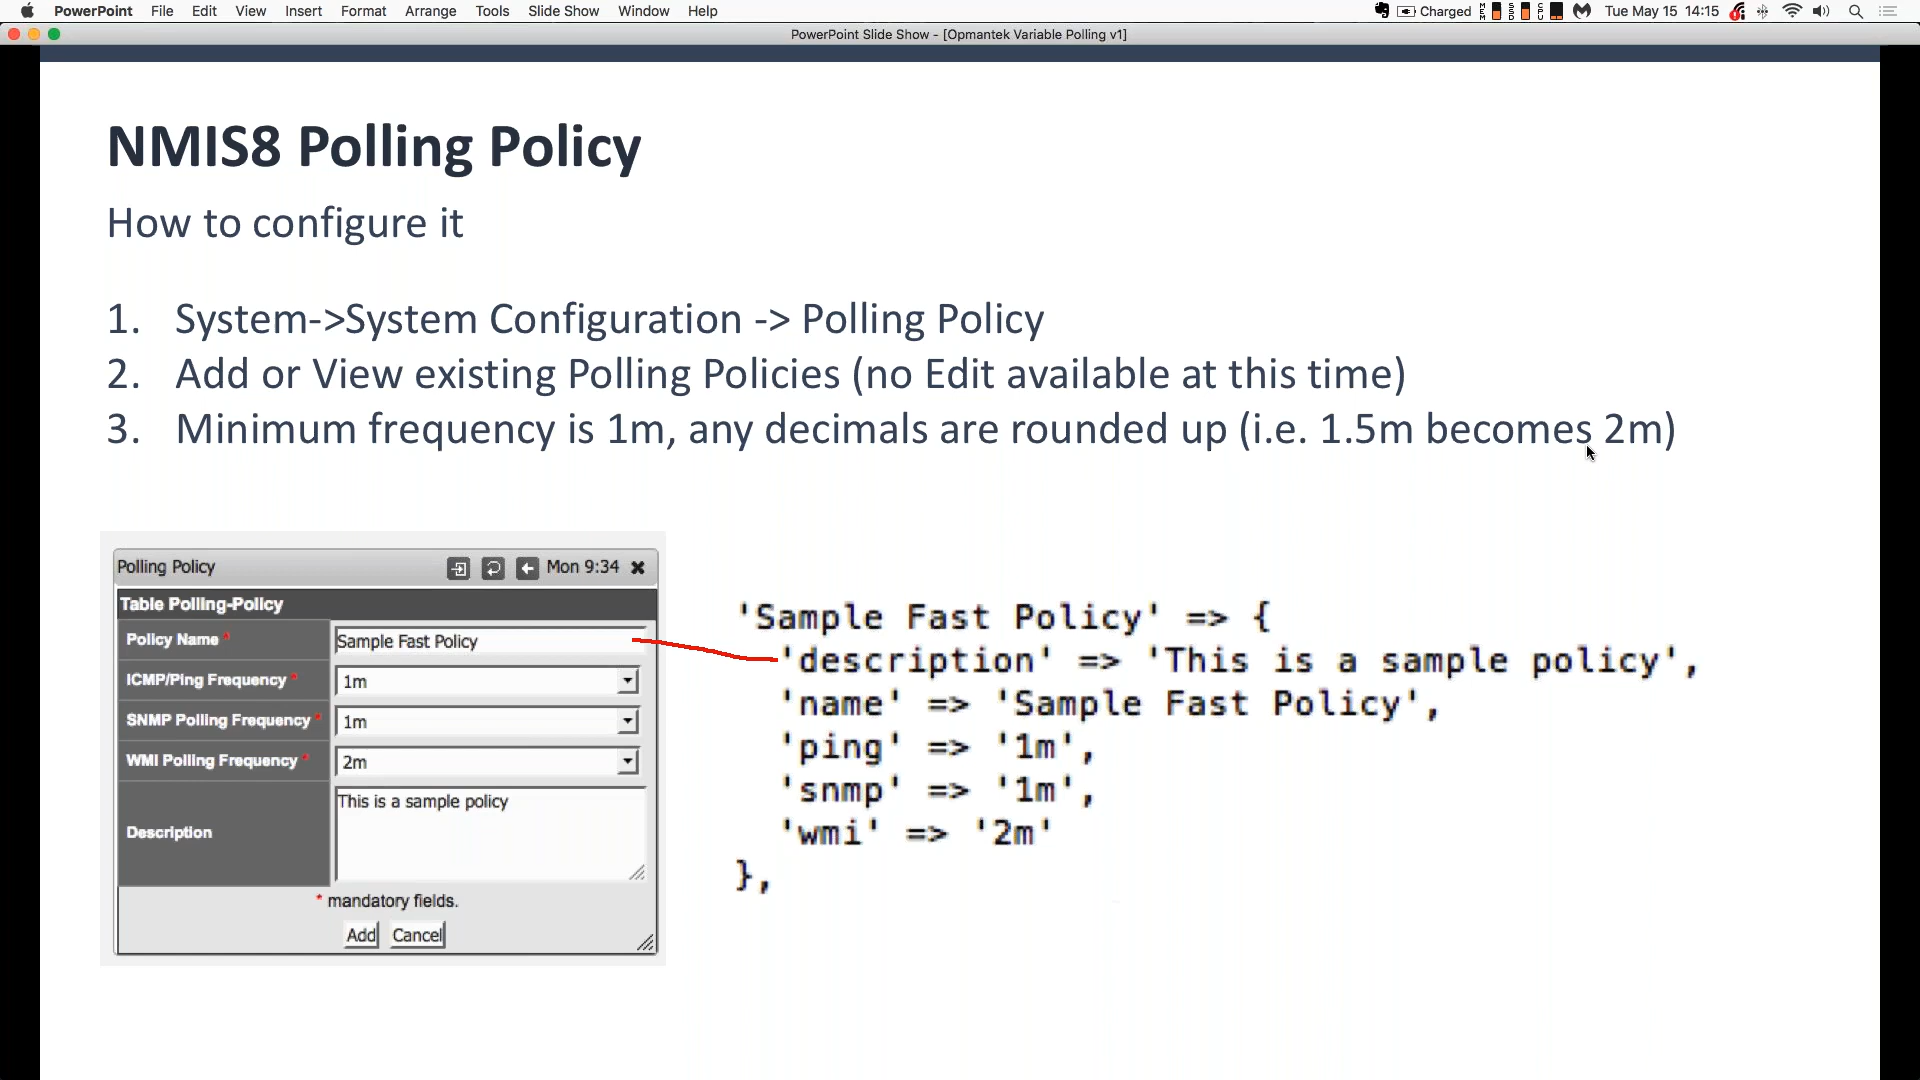 PowerPoint File Edit View Insert Format Arrange Tools Slide Show Window Help Charged MEM SSD CPU Tue May 15 14:15
PowerPoint Slide Show - [Opmantek Variable Polling v1]
NMIS8 Polling Policy
How to configure it
1. System->System Configuration -> Polling Policy
2. Add or View existing Polling Policies (no Edit available at this time)
3. Minimum frequency is 1m, any decimals are rounded up (i.e. 1.5m becomes 2m)
Polling Policy Mon 9:34
Table Polling-Policy
Policy Name * Sample Fast Policy
ICMP/Ping Frequency * 1m
SNMP Polling Frequency * 1m
WMI Polling Frequency * 2m
Description This is a sample policy
* mandatory fields.
Add Cancel
'Sample Fast Policy' => {
'description' => 'This is a sample policy',
'name' => 'Sample Fast Policy',
'ping' => '1m',
'snmp' => '1m',
'wmi' => '2m'
},